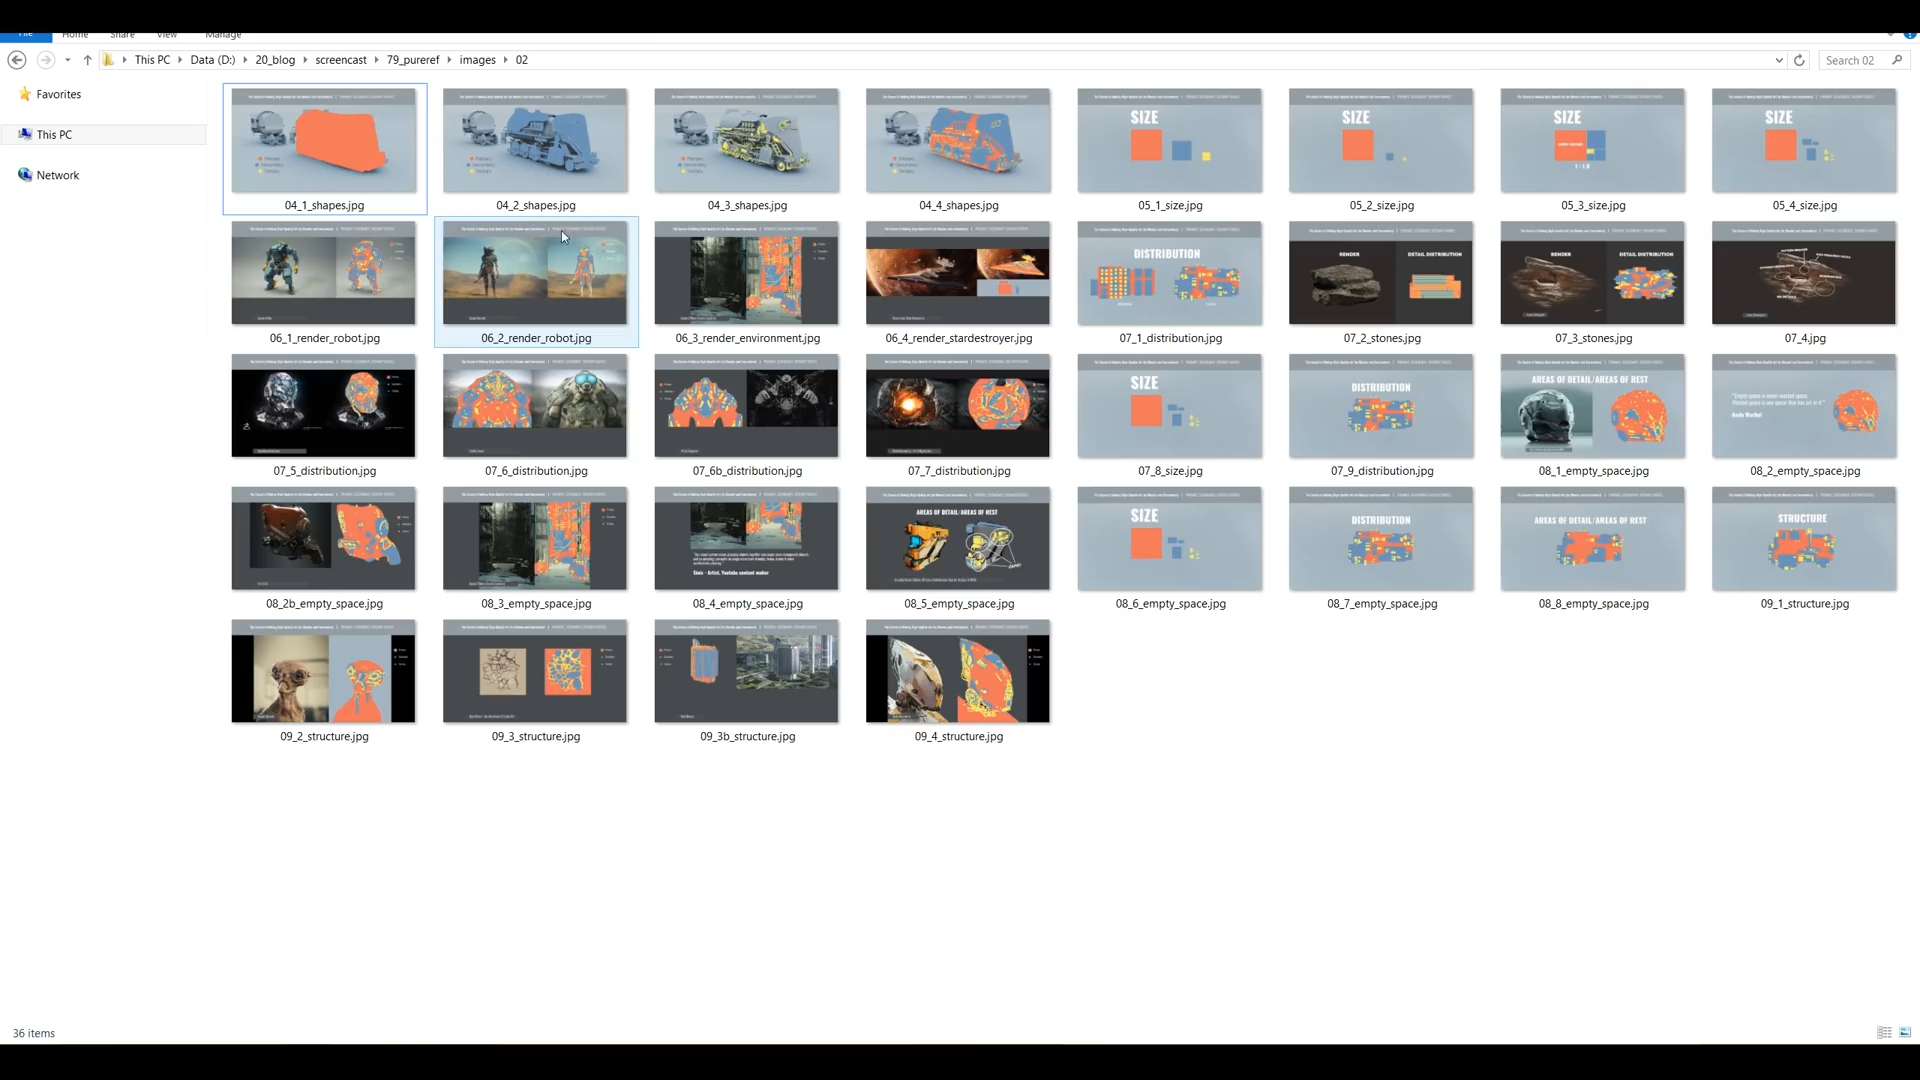 File Home Share View Manage
This PC Data (D:) 20_blog screencast 79_pureref images 02
Search 02
Favorites
This PC
Network
SIZE SIZE SIZE SIZE
04_1_shapes.jpg 04_2_shapes.jpg 04_3_shapes.jpg 04_4_shapes.jpg 05_1_size.jpg 05_2_size.jpg 05_3_size.jpg 05_4_size.jpg
DISTRIBUTION RENDER DETAIL DISTRIBUTION RENDER DETAIL DISTRIBUTION
06_1_render_robot.jpg 06_2_render_robot.jpg 06_3_render_environment.jpg 06_4_render_stardestroyer.jpg 07_1_distribution.jpg 07_2_stones.jpg 07_3_stones.jpg 07_4.jpg
SIZE DISTRIBUTION AREAS OF DETAIL/AREAS OF REST
Andy Warhol
07_5_distribution.jpg 07_6_distribution.jpg 07_6b_distribution.jpg 07_7_distribution.jpg 07_8_size.jpg 07_9_distribution.jpg 08_1_empty_space.jpg 08_2_empty_space.jpg
AREAS OF DETAIL/AREAS OF REST SIZE DISTRIBUTION AREAS OF DETAIL/AREAS OF REST STRUCTURE
08_2b_empty_space.jpg 08_3_empty_space.jpg 08_4_empty_space.jpg 08_5_empty_space.jpg 08_6_empty_space.jpg 08_7_empty_space.jpg 08_8_empty_space.jpg 09_1_structure.jpg
09_2_structure.jpg 09_3_structure.jpg 09_3b_structure.jpg 09_4_structure.jpg
36 items